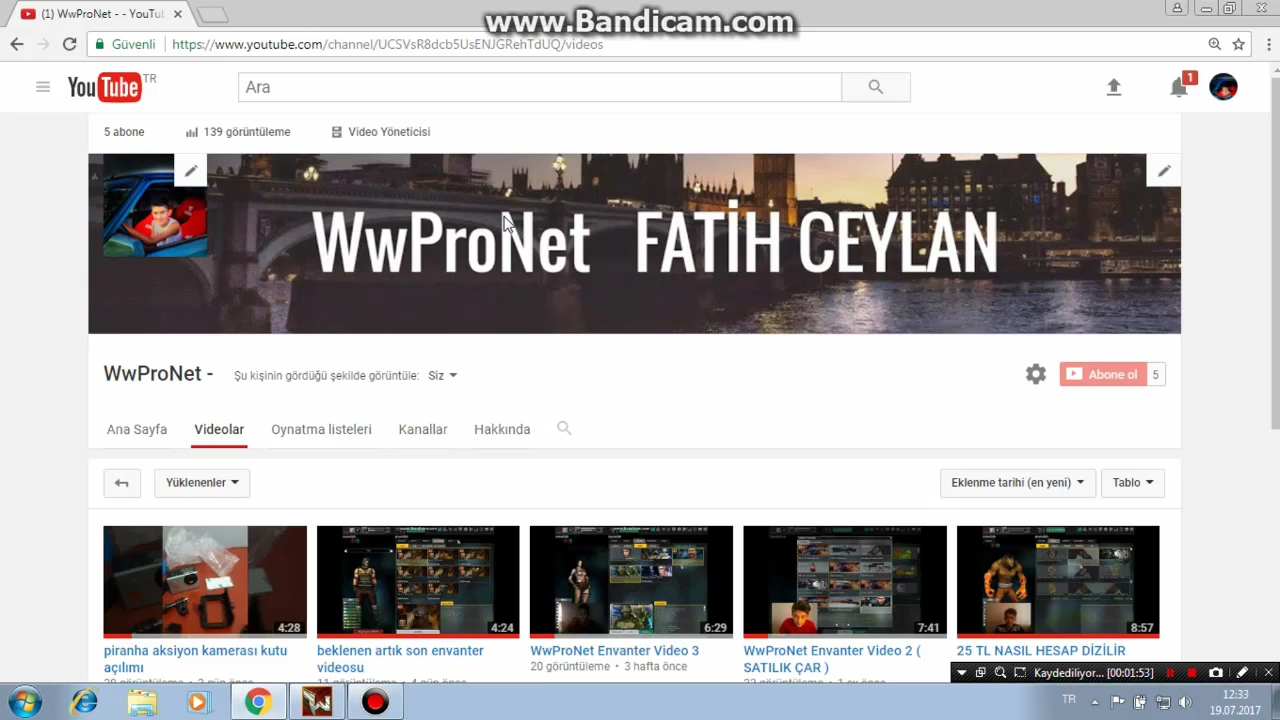 www.Bandicam.com
(1) WwProNet - - YouTu
Güvenli
https://www.youtube.com/channel/UCSVsR8dcb5UsENJGRehTdUQ/videos
YouTube TR
Ara
1
5 abone
139 görüntüleme
Video Yöneticisi
WwProNet FATİH CEYLAN
WwProNet -
Şu kişinin gördüğü şekilde görüntüle: Siz
Abone ol 5
Ana Sayfa
Videolar
Oynatma listeleri
Kanallar
Hakkında
Yüklenenler
Eklenme tarihi (en yeni)
Tablo
4:28
4:24
6:29
7:41
8:57
piranha aksiyon kamerası kutu
açılımı
beklenen artık son envanter
videosu
11 görüntüleme • 4 gün önce
WwProNet Envanter Video 3
20 görüntüleme • 3 hafta önce
WwProNet Envanter Video 2 (
SATILIK ÇAR )
25 TL NASIL HESAP DİZİLİR
Kaydediliyor... [00:01:53]
TR
12:33
19.07.2017